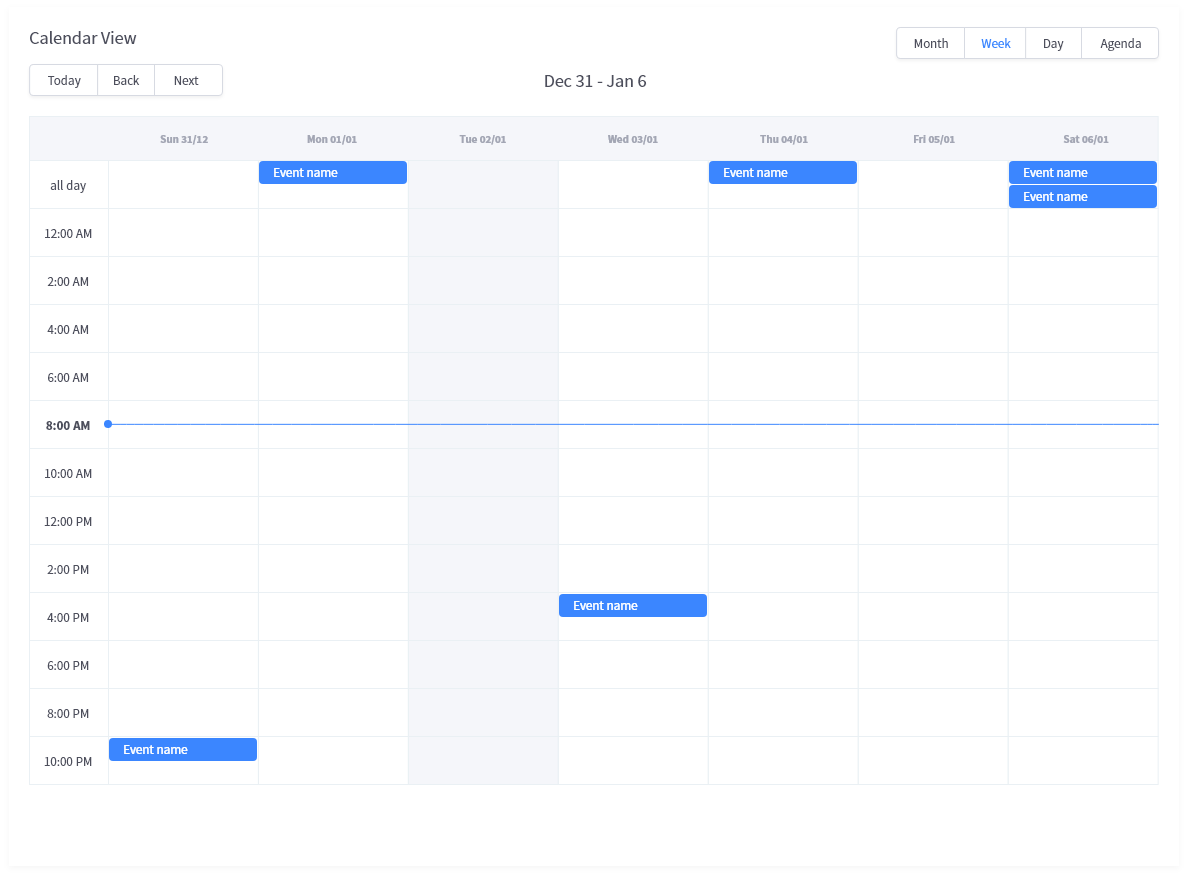 Calendar View
Month Week Day Agenda
Today Back Next
Dec 31 - Jan 6
Sun 31/12 Mon 01/01 Tue 02/01 Wed 03/01 Thu 04/01 Fri 05/01 Sat 06/01
all day Event name Event name Event name
Event name
12:00 AM
2:00 AM
4:00 AM
6:00 AM
8:00 AM
10:00 AM
12:00 PM
2:00 PM
4:00 PM Event name
6:00 PM
8:00 PM
10:00 PM Event name